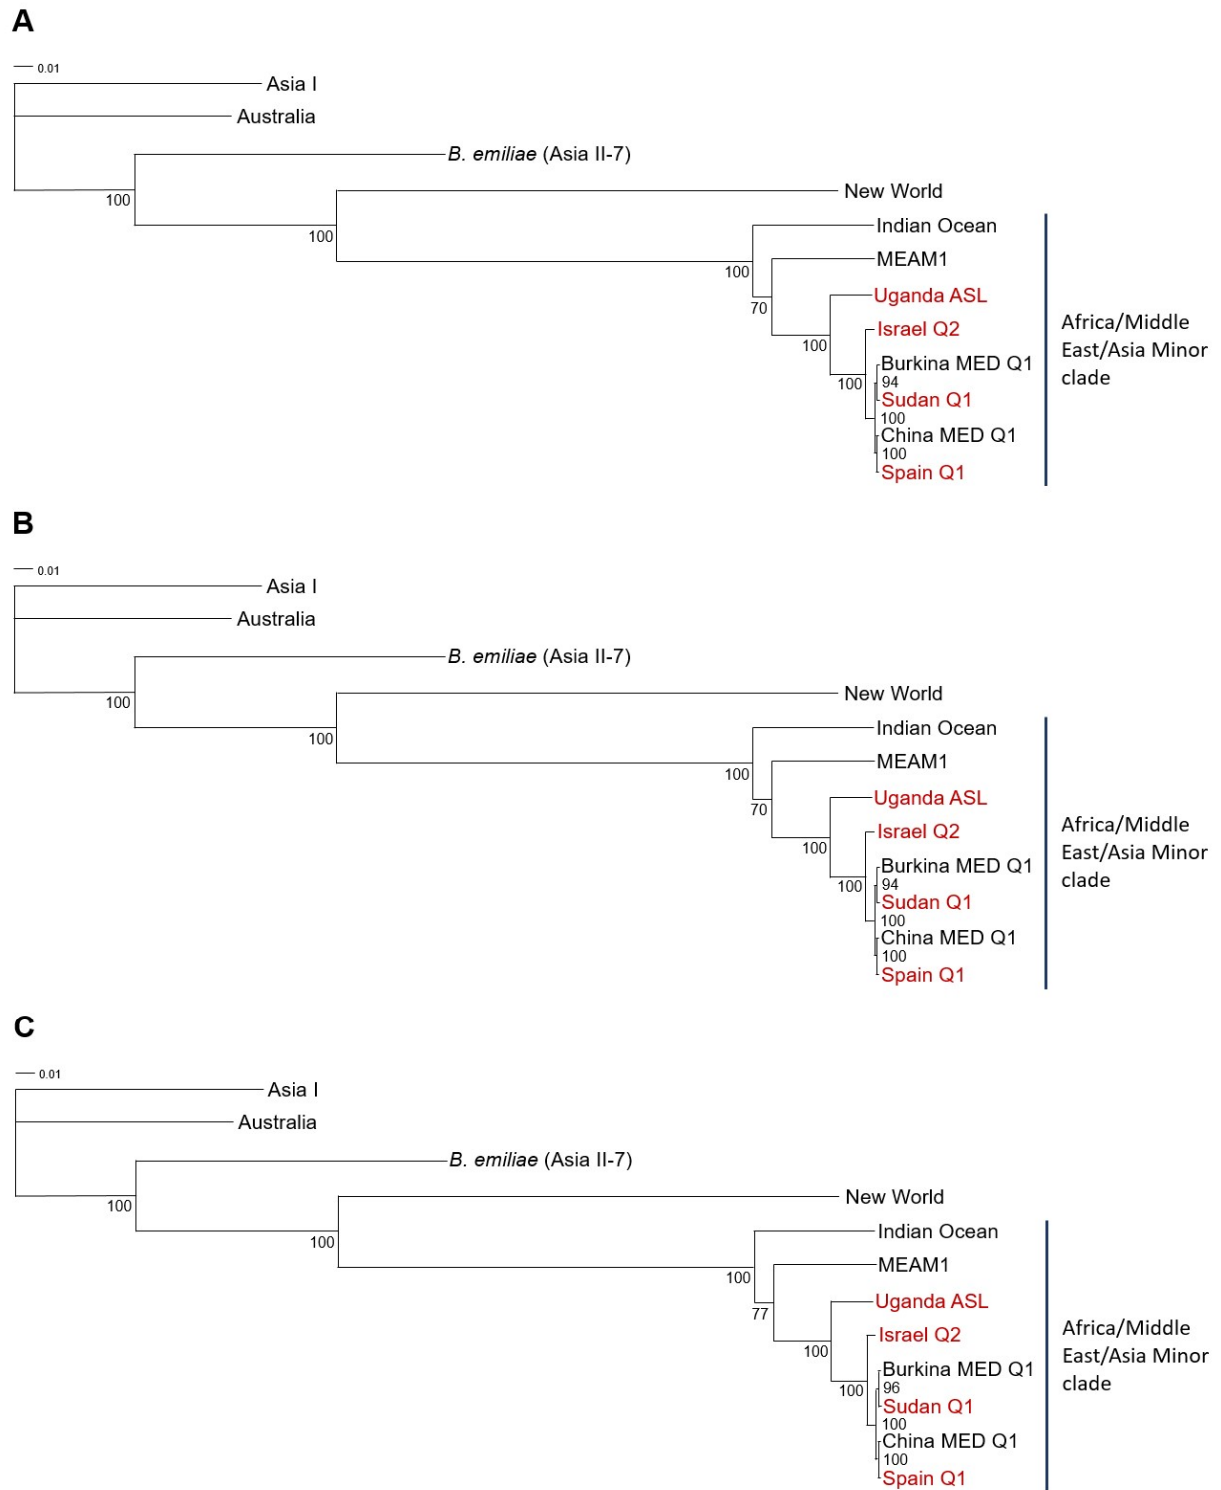 A
0.01
Asia I
Australia
B. emiliae (Asia II-7)
100
New World
100
Indian Ocean
100
MEAM1
70
Uganda ASL
100
Israel Q2
100
Burkina MED Q1
94
Sudan Q1
100
China MED Q1
100
Spain Q1
Africa/Middle
East/Asia Minor
clade
B
0.01
Asia I
Australia
B. emiliae (Asia II-7)
100
New World
100
Indian Ocean
100
MEAM1
70
Uganda ASL
100
Israel Q2
100
Burkina MED Q1
94
Sudan Q1
100
China MED Q1
100
Spain Q1
Africa/Middle
East/Asia Minor
clade
C
0.01
Asia I
Australia
B. emiliae (Asia II-7)
100
New World
100
Indian Ocean
100
MEAM1
77
Uganda ASL
100
Israel Q2
100
Burkina MED Q1
96
Sudan Q1
100
China MED Q1
100
Spain Q1
Africa/Middle
East/Asia Minor
clade